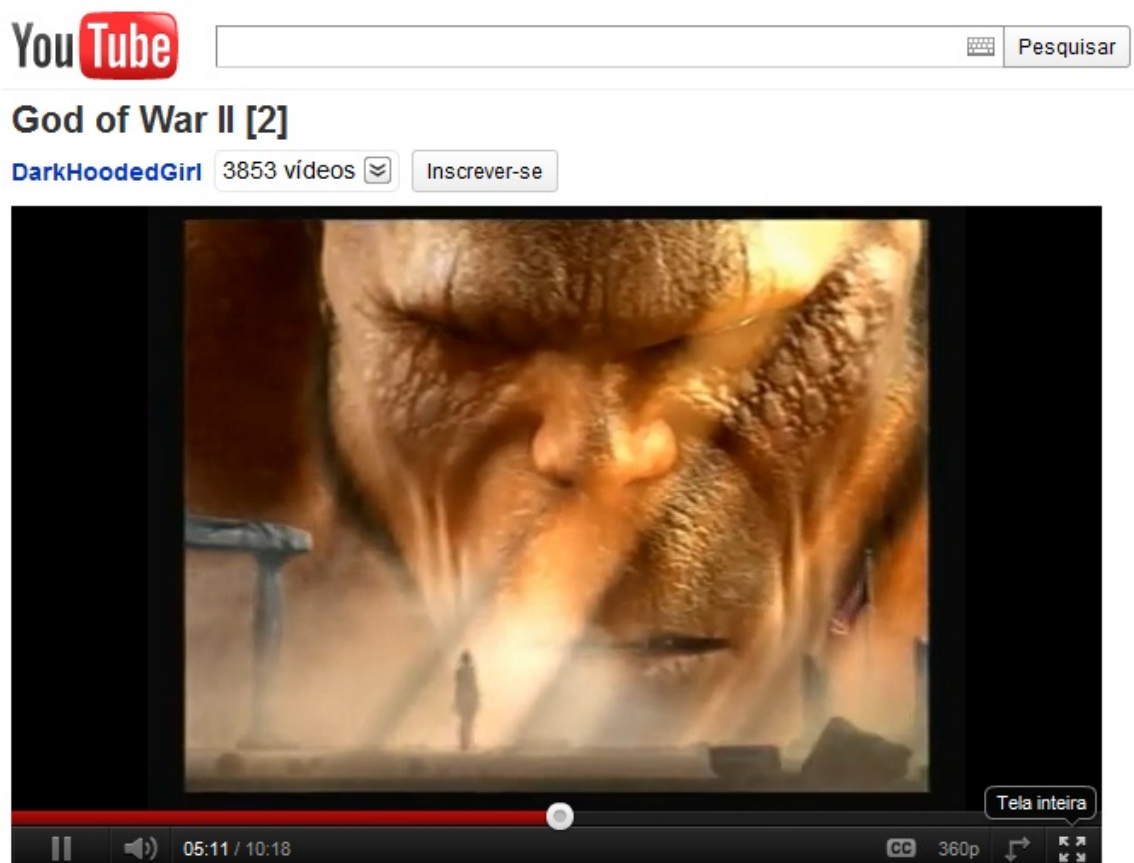 YouTube
Pesquisar
God of War II [2]
DarkHoodedGirl 3853 vídeos Inscrever-se
Tela inteira
05:11 / 10:18 CC 360p